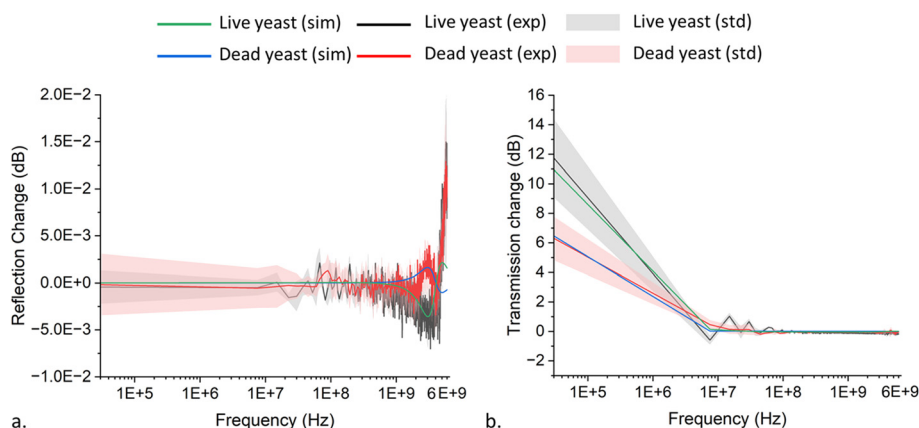 Live yeast (sim) Live yeast (exp) Live yeast (std)
Dead yeast (sim) Dead yeast (exp) Dead yeast (std)
2.0E−2
1.5E−2
1.0E−2
5.0E−3
0.0E+0
−5.0E−3
−1.0E−2
Reflection Change (dB)
1E+5 1E+6 1E+7 1E+8 1E+9 6E+9
Frequency (Hz)
a.
16
14
12
10
8
6
4
2
0
−2
Transmission change (dB)
1E+5 1E+6 1E+7 1E+8 1E+9 6E+9
Frequency (Hz)
b.